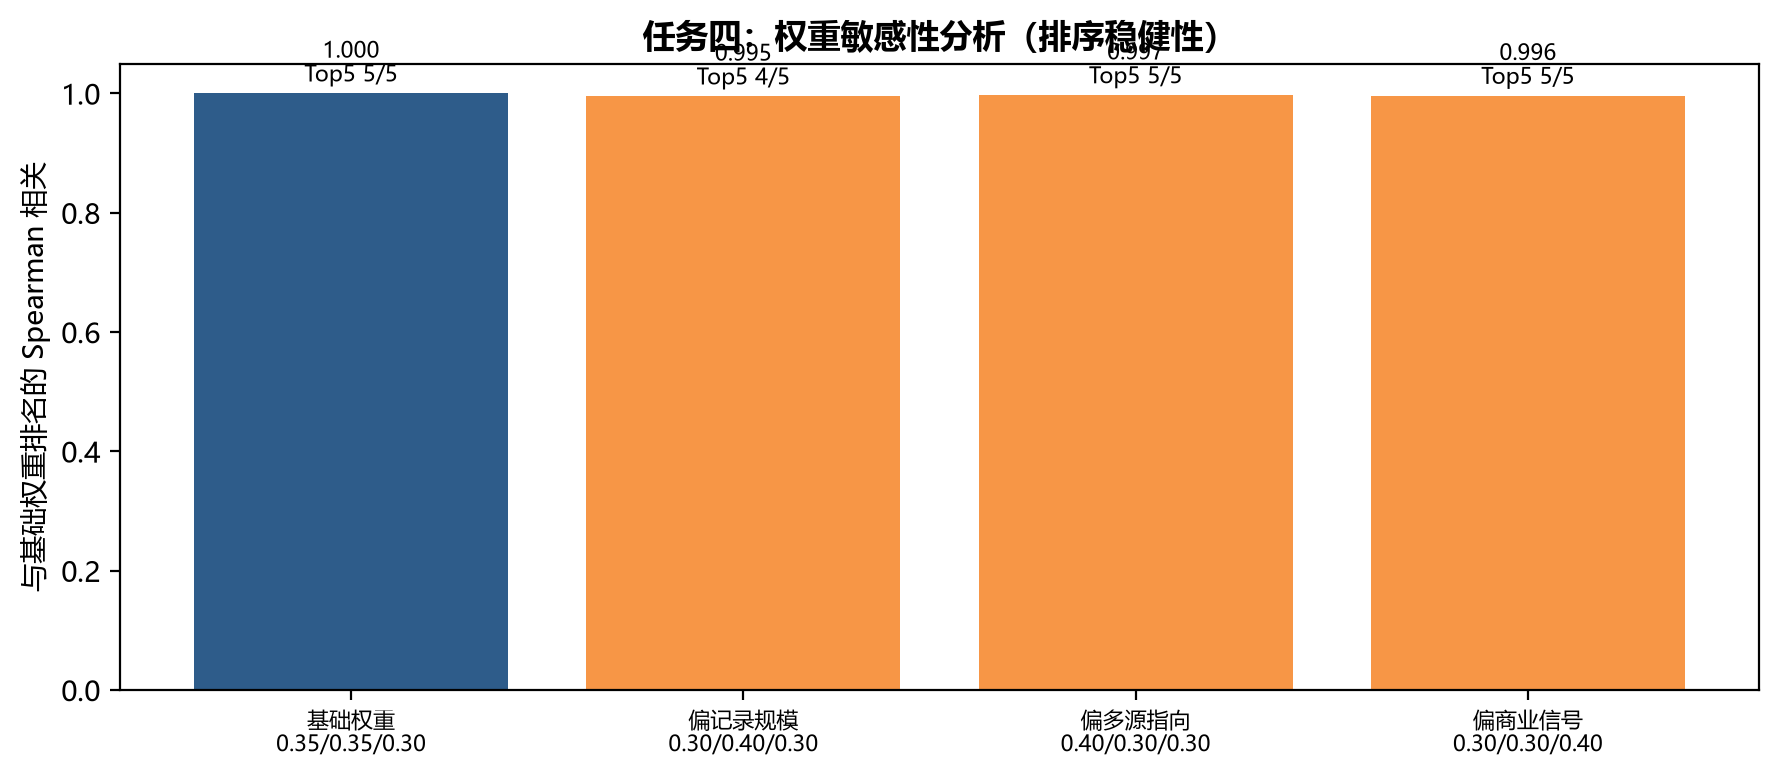 任务四：权重敏感性分析（排序稳健性）
1.000
Top5 5/5
0.995
Top5 4/5
0.997
Top5 5/5
0.996
Top5 5/5
与基础权重排名的 Spearman 相关
1.0
0.8
0.6
0.4
0.2
0.0
基础权重
0.35/0.35/0.30
偏记录规模
0.30/0.40/0.30
偏多源指向
0.40/0.30/0.30
偏商业信号
0.30/0.30/0.40